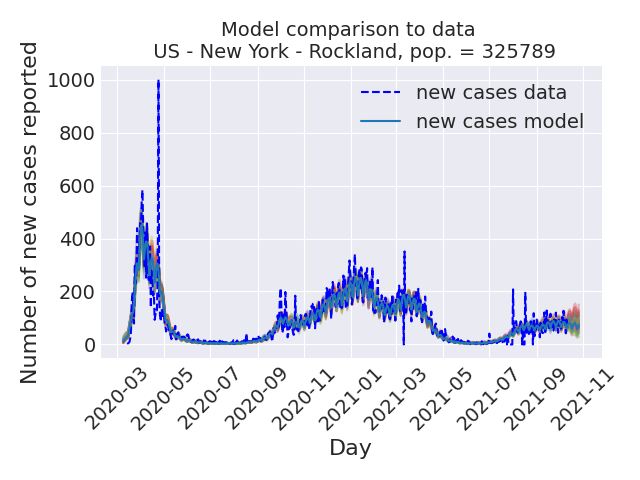 Model comparison to data
US - New York - Rockland, pop. = 325789
Number of new cases reported
1000
800
600
400
200
0
new cases data
new cases model
2020-03
2020-05
2020-07
2020-09
2020-11
2021-01
2021-03
2021-05
2021-07
2021-09
2021-11
Day